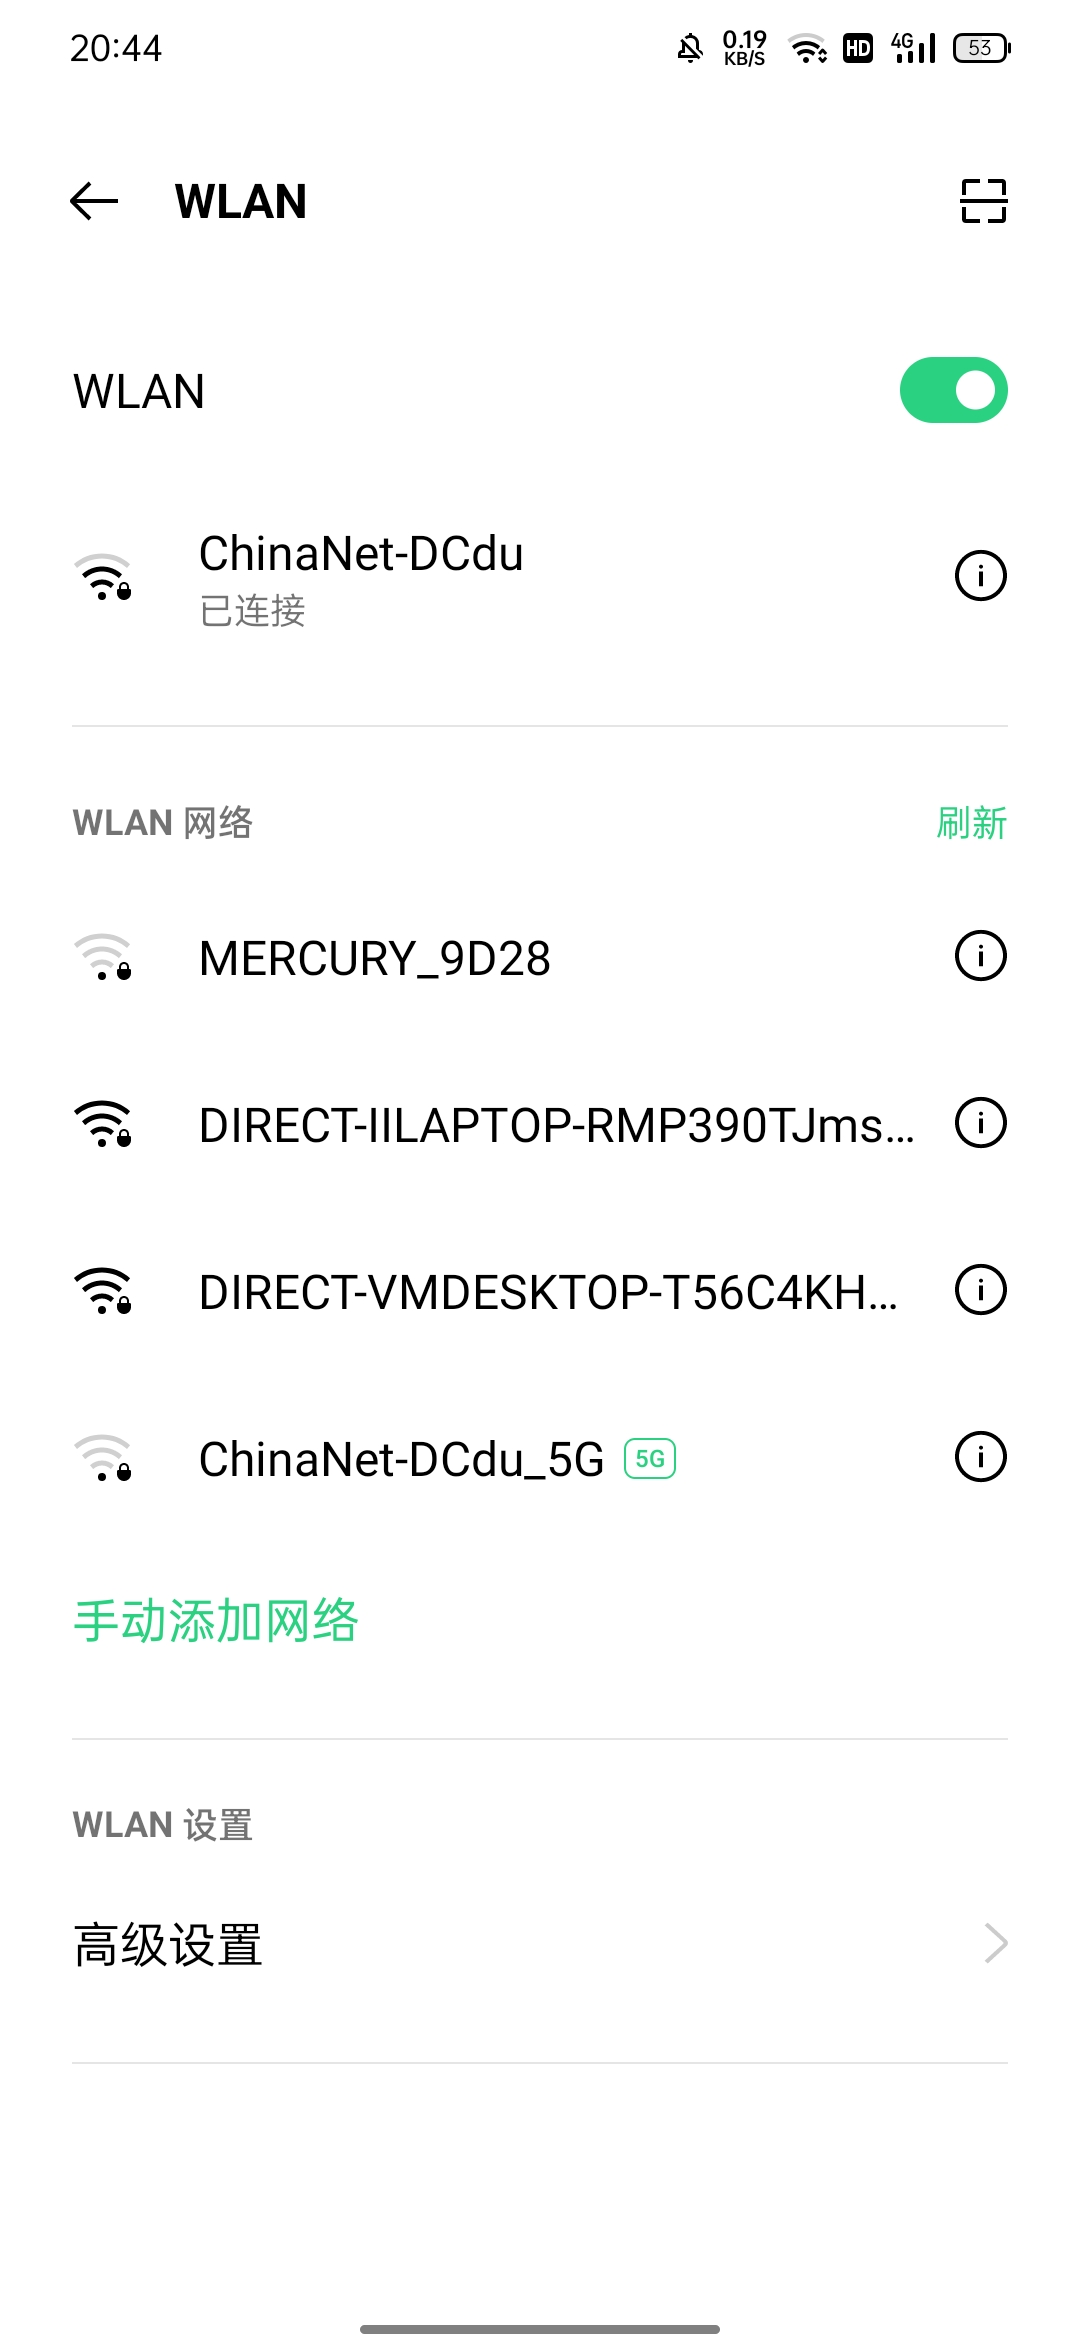 20:44
0.19
KB/S
HD
4G
53
WLAN
WLAN
ChinaNet-DCdu
已连接
WLAN 网络
刷新
MERCURY_9D28
DIRECT-IILAPTOP-RMP390TJms...
DIRECT-VMDESKTOP-T56C4KH...
ChinaNet-DCdu_5G 5G
手动添加网络
WLAN 设置
高级设置